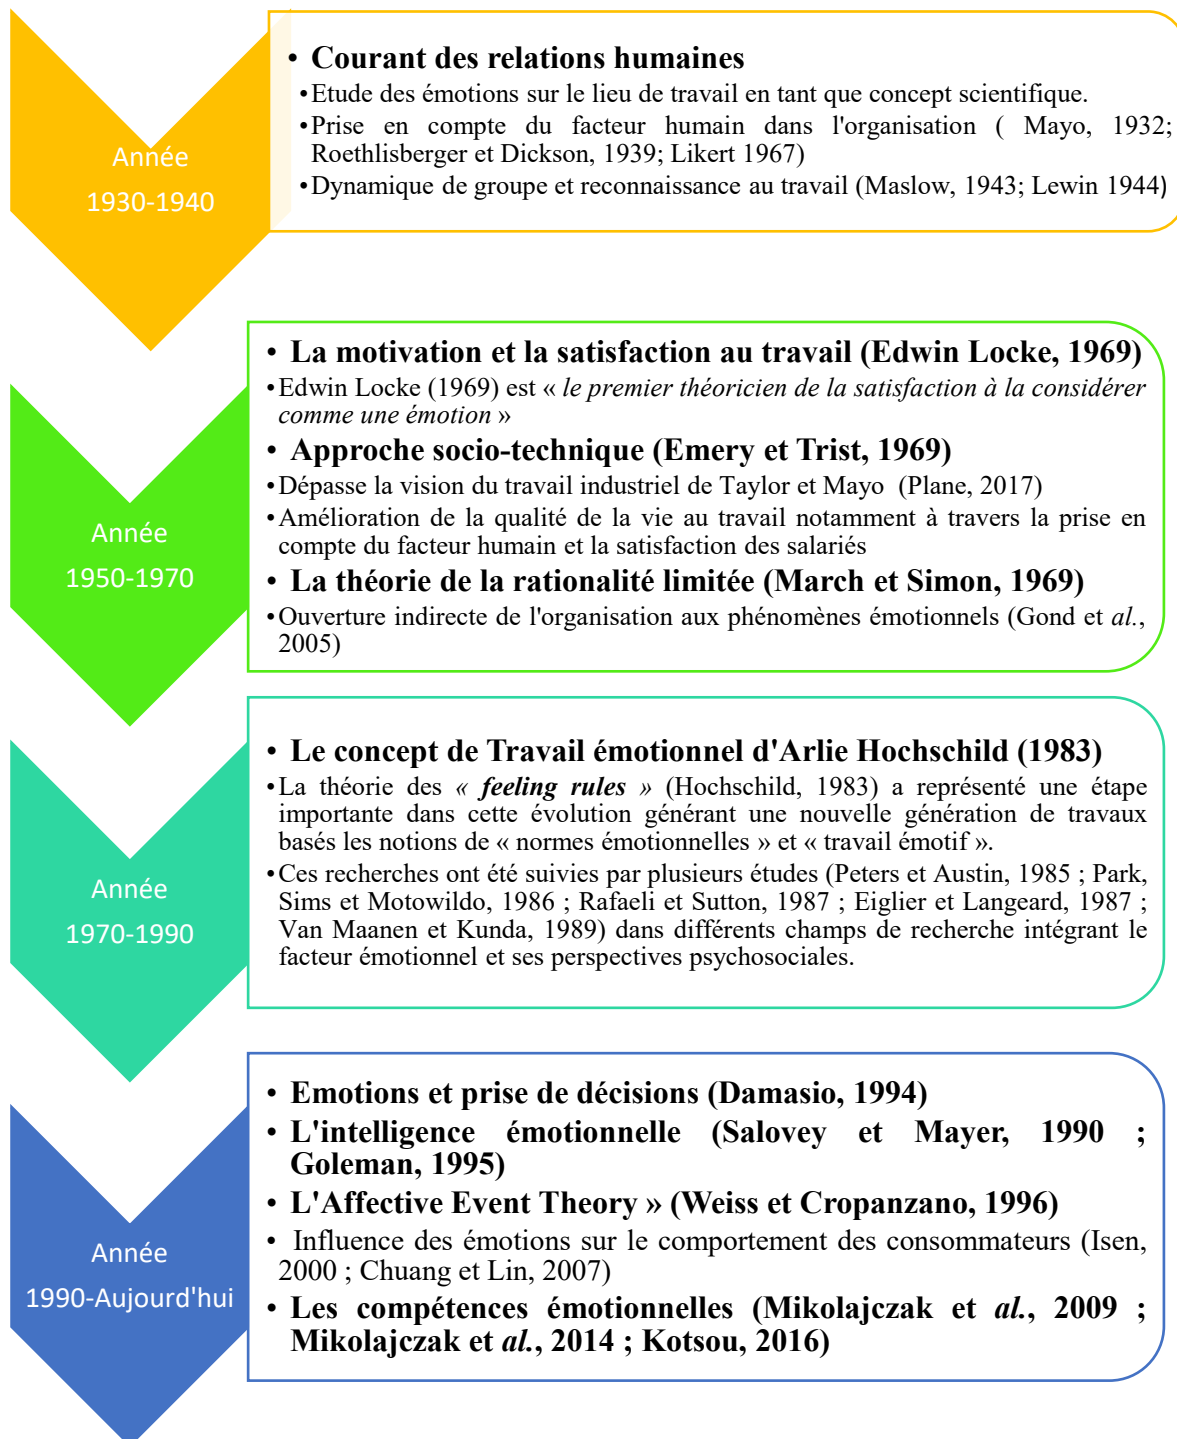 Année
1930-1940
• Courant des relations humaines
•Etude des émotions sur le lieu de travail en tant que concept scientifique.
•Prise en compte du facteur humain dans l'organisation ( Mayo, 1932;
Roethlisberger et Dickson, 1939; Likert 1967)
•Dynamique de groupe et reconnaissance au travail (Maslow, 1943; Lewin 1944)
Année
1950-1970
• La motivation et la satisfaction au travail (Edwin Locke, 1969)
•Edwin Locke (1969) est « le premier théoricien de la satisfaction à la considérer
comme une émotion »
• Approche socio-technique (Emery et Trist, 1969)
•Dépasse la vision du travail industriel de Taylor et Mayo (Plane, 2017)
•Amélioration de la qualité de la vie au travail notamment à travers la prise en
compte du facteur humain et la satisfaction des salariés
• La théorie de la rationalité limitée (March et Simon, 1969)
•Ouverture indirecte de l'organisation aux phénomènes émotionnels (Gond et al.,
2005)
Année
1970-1990
• Le concept de Travail émotionnel d'Arlie Hochschild (1983)
•La théorie des « feeling rules » (Hochschild, 1983) a représenté une étape
importante dans cette évolution générant une nouvelle génération de travaux
basés les notions de « normes émotionnelles » et « travail émotif ».
•Ces recherches ont été suivies par plusieurs études (Peters et Austin, 1985 ; Park,
Sims et Motowildo, 1986 ; Rafaeli et Sutton, 1987 ; Eiglier et Langeard, 1987 ;
Van Maanen et Kunda, 1989) dans différents champs de recherche intégrant le
facteur émotionnel et ses perspectives psychosociales.
Année
1990-Aujourd'hui
• Emotions et prise de décisions (Damasio, 1994)
• L'intelligence émotionnelle (Salovey et Mayer, 1990 ;
Goleman, 1995)
• L'Affective Event Theory » (Weiss et Cropanzano, 1996)
• Influence des émotions sur le comportement des consommateurs (Isen,
2000 ; Chuang et Lin, 2007)
• Les compétences émotionnelles (Mikolajczak et al., 2009 ;
Mikolajczak et al., 2014 ; Kotsou, 2016)